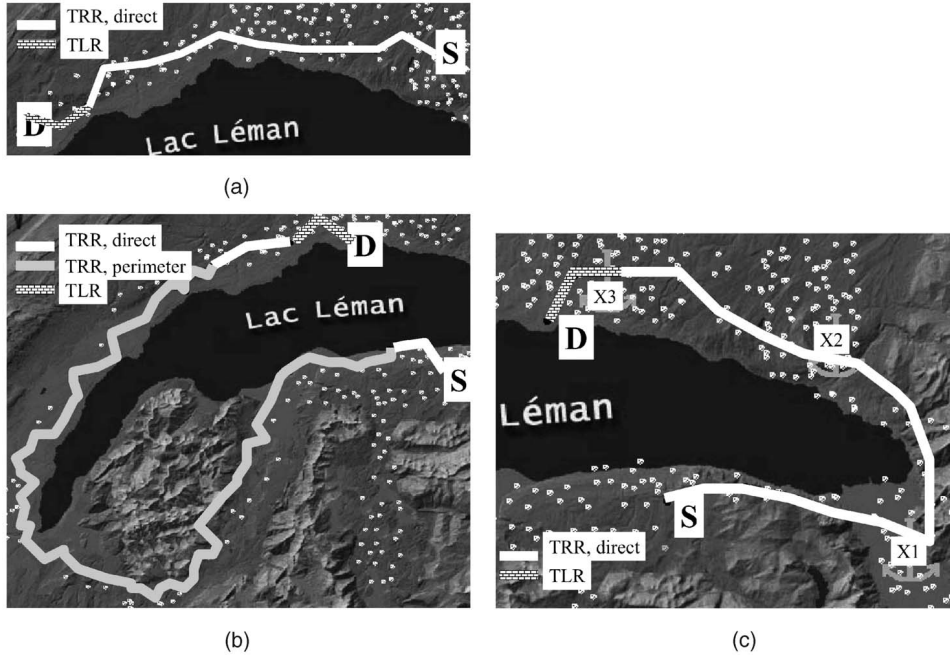 TRR, direct
TLR
S
D
Lac Léman
(a)
TRR, direct
TRR, perimeter
TLR
D
Lac Léman
S
(b)
X3
X2
D
Léman
S
X1
TRR, direct
TLR
(c)